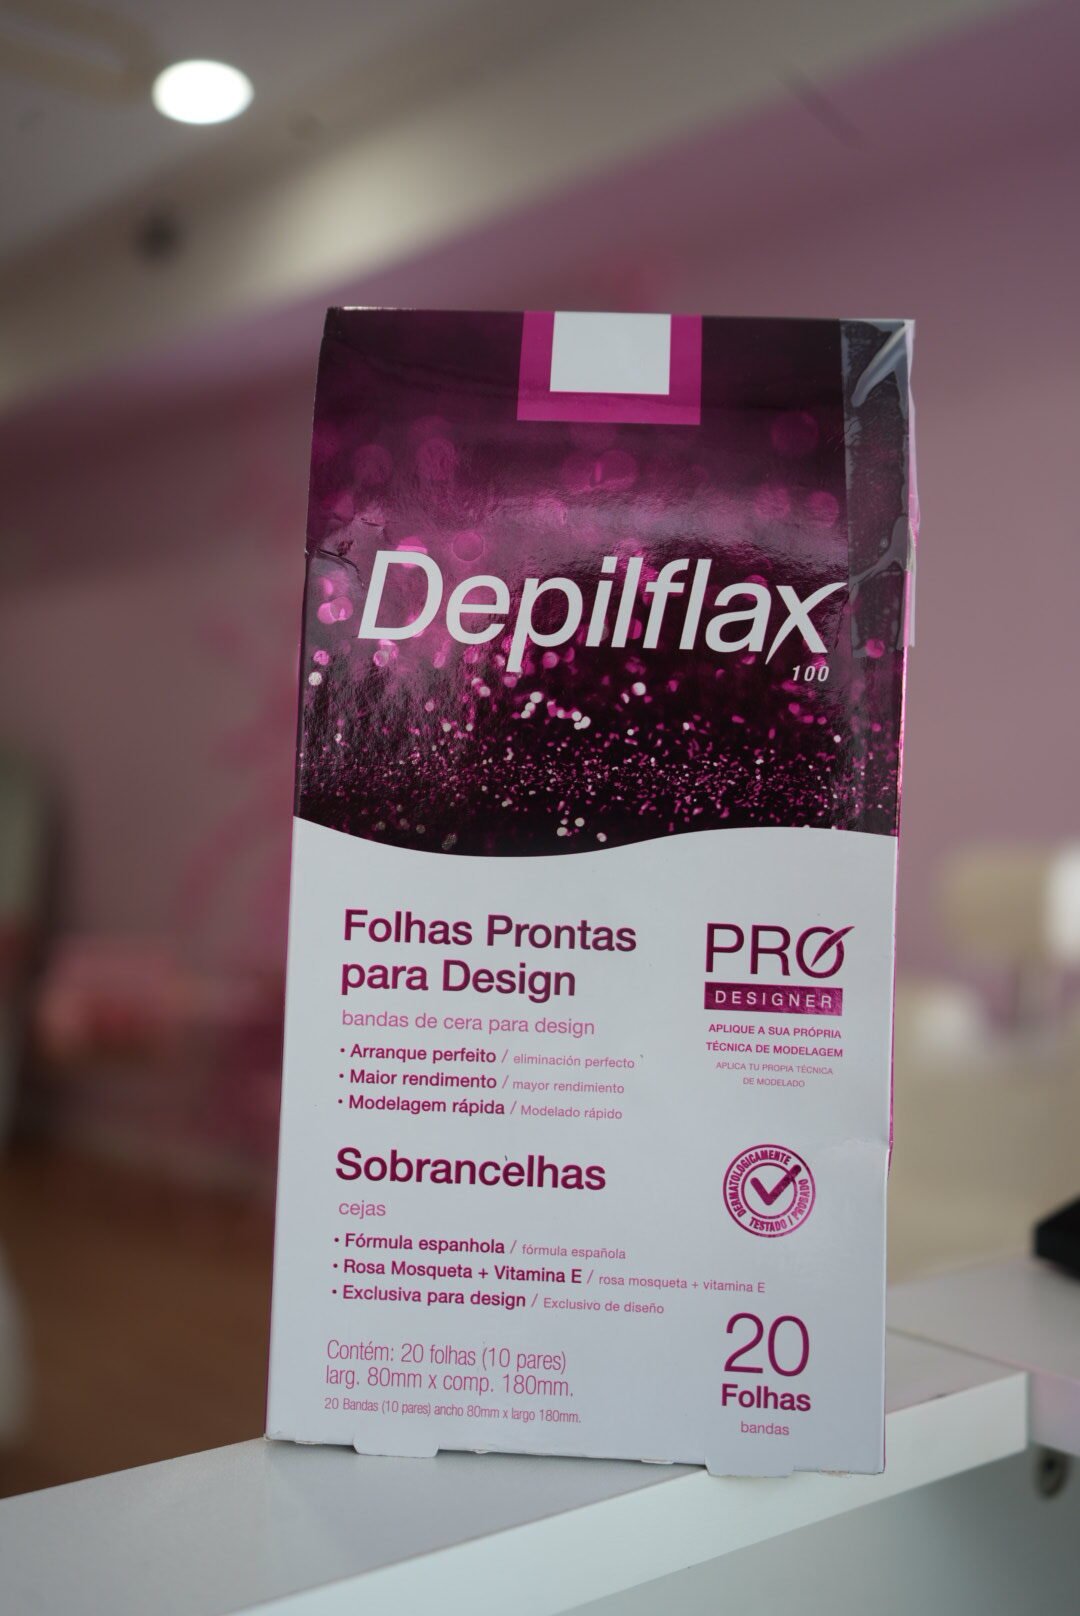 Depilflax
100
Folhas Prontas
para Design
bandas de cera para design
• Arranque perfeito / eliminación perfecto
• Maior rendimento / mayor rendimiento
• Modelagem rápida / Modelado rápido
PRO
DESIGNER
APLIQUE A SUA PRÓPRIA
TÉCNICA DE MODELAGEM
APLICA TU PROPIA TÉCNICA
DE MODELADO
Sobrancelhas
cejas
• Fórmula espanhola / fórmula española
• Rosa Mosqueta + Vitamina E / rosa mosqueta + vitamina E
• Exclusiva para design / Exclusivo de diseño
DERMATOLOGICAMENTE
TESTADO / PROBADO
Contém: 20 folhas (10 pares)
larg. 80mm x comp. 180mm.
20 Bandas (10 pares) ancho 80mm x largo 180mm.
20
Folhas
bandas